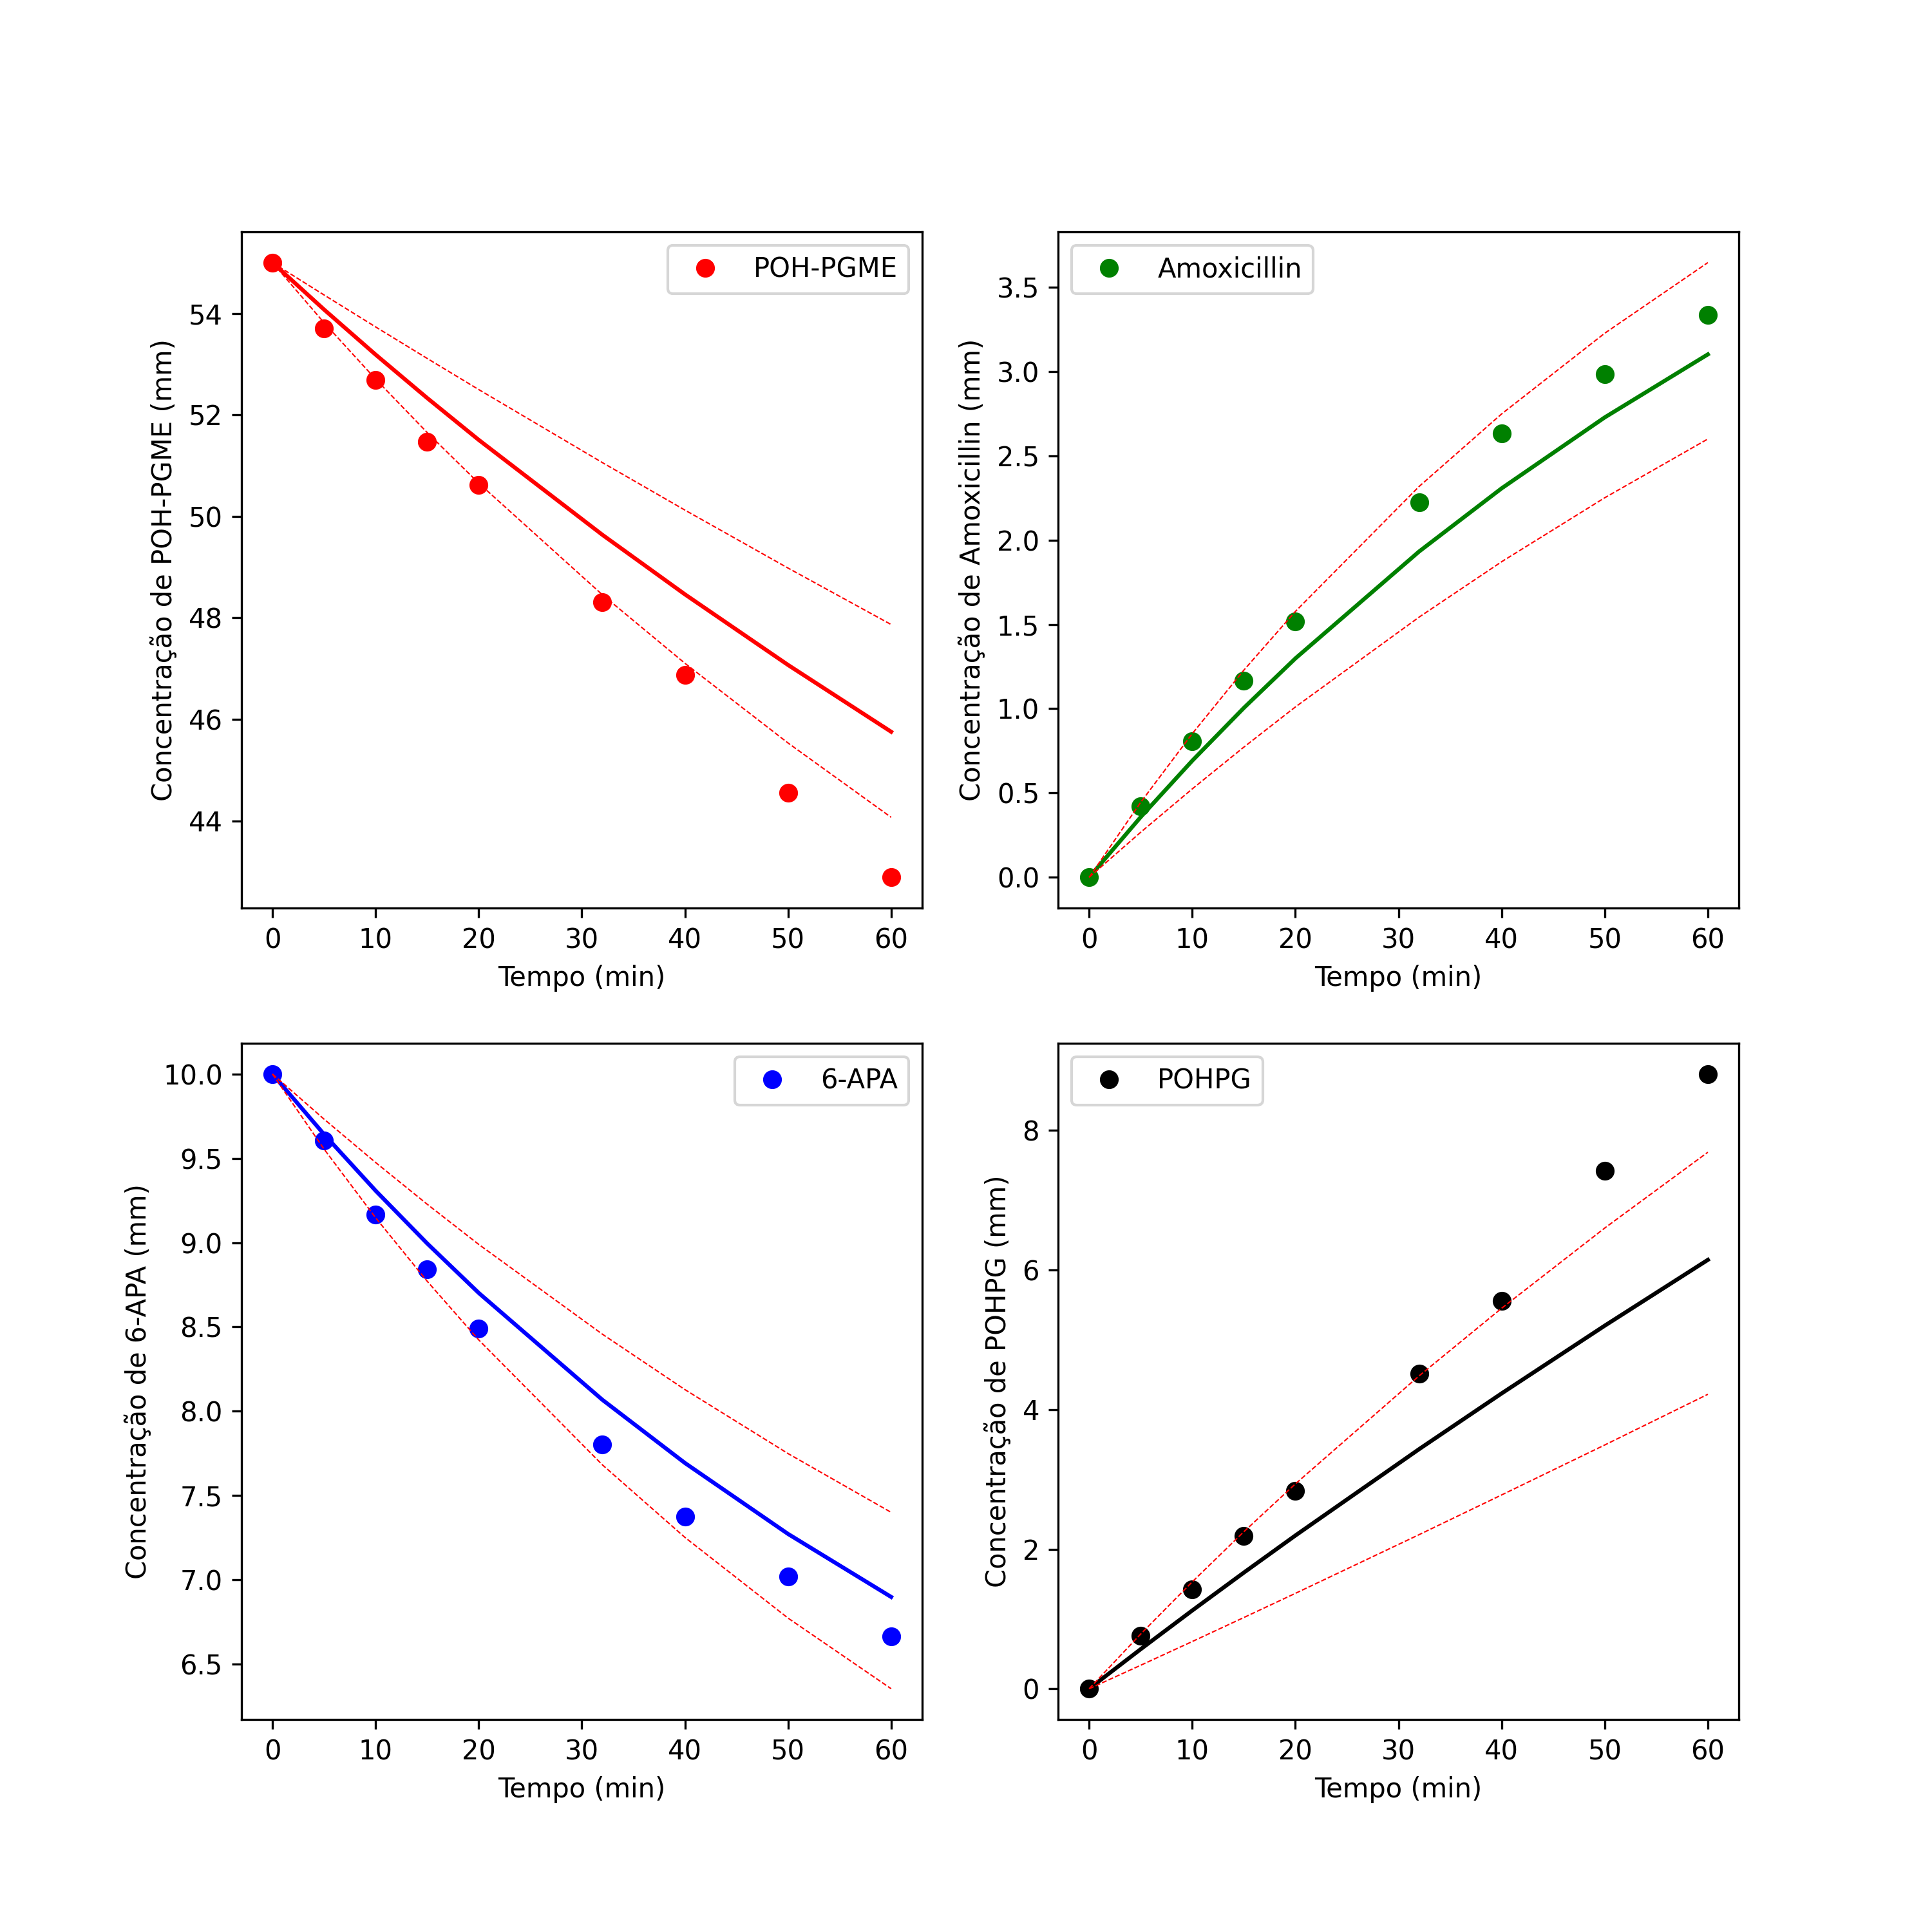 POH-PGME
Concentração de POH-PGME (mm)
54
52
50
48
46
44
0 10 20 30 40 50 60
Tempo (min)
Amoxicillin
Concentração de Amoxicillin (mm)
3.5
3.0
2.5
2.0
1.5
1.0
0.5
0.0
0 10 20 30 40 50 60
Tempo (min)
6-APA
Concentração de 6-APA (mm)
10.0
9.5
9.0
8.5
8.0
7.5
7.0
6.5
0 10 20 30 40 50 60
Tempo (min)
POHPG
Concentração de POHPG (mm)
8
6
4
2
0
0 10 20 30 40 50 60
Tempo (min)